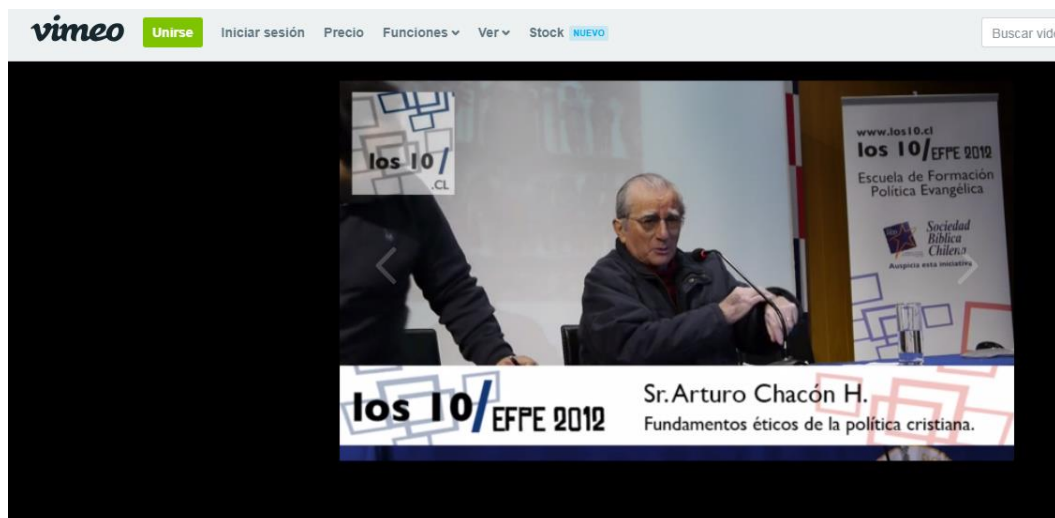 vimeo Unirse Iniciar sesión Precio Funciones Ver Stock NUEVO Buscar vide
los 10/
.CL
www.los10.cl
los 10/EFPE 2012
Escuela de Formación
Política Evangélica
Sociedad
Bíblica
Chilena
Auspicia esta iniciativa
los 10/EFPE 2012
Sr. Arturo Chacón H.
Fundamentos éticos de la política cristiana.